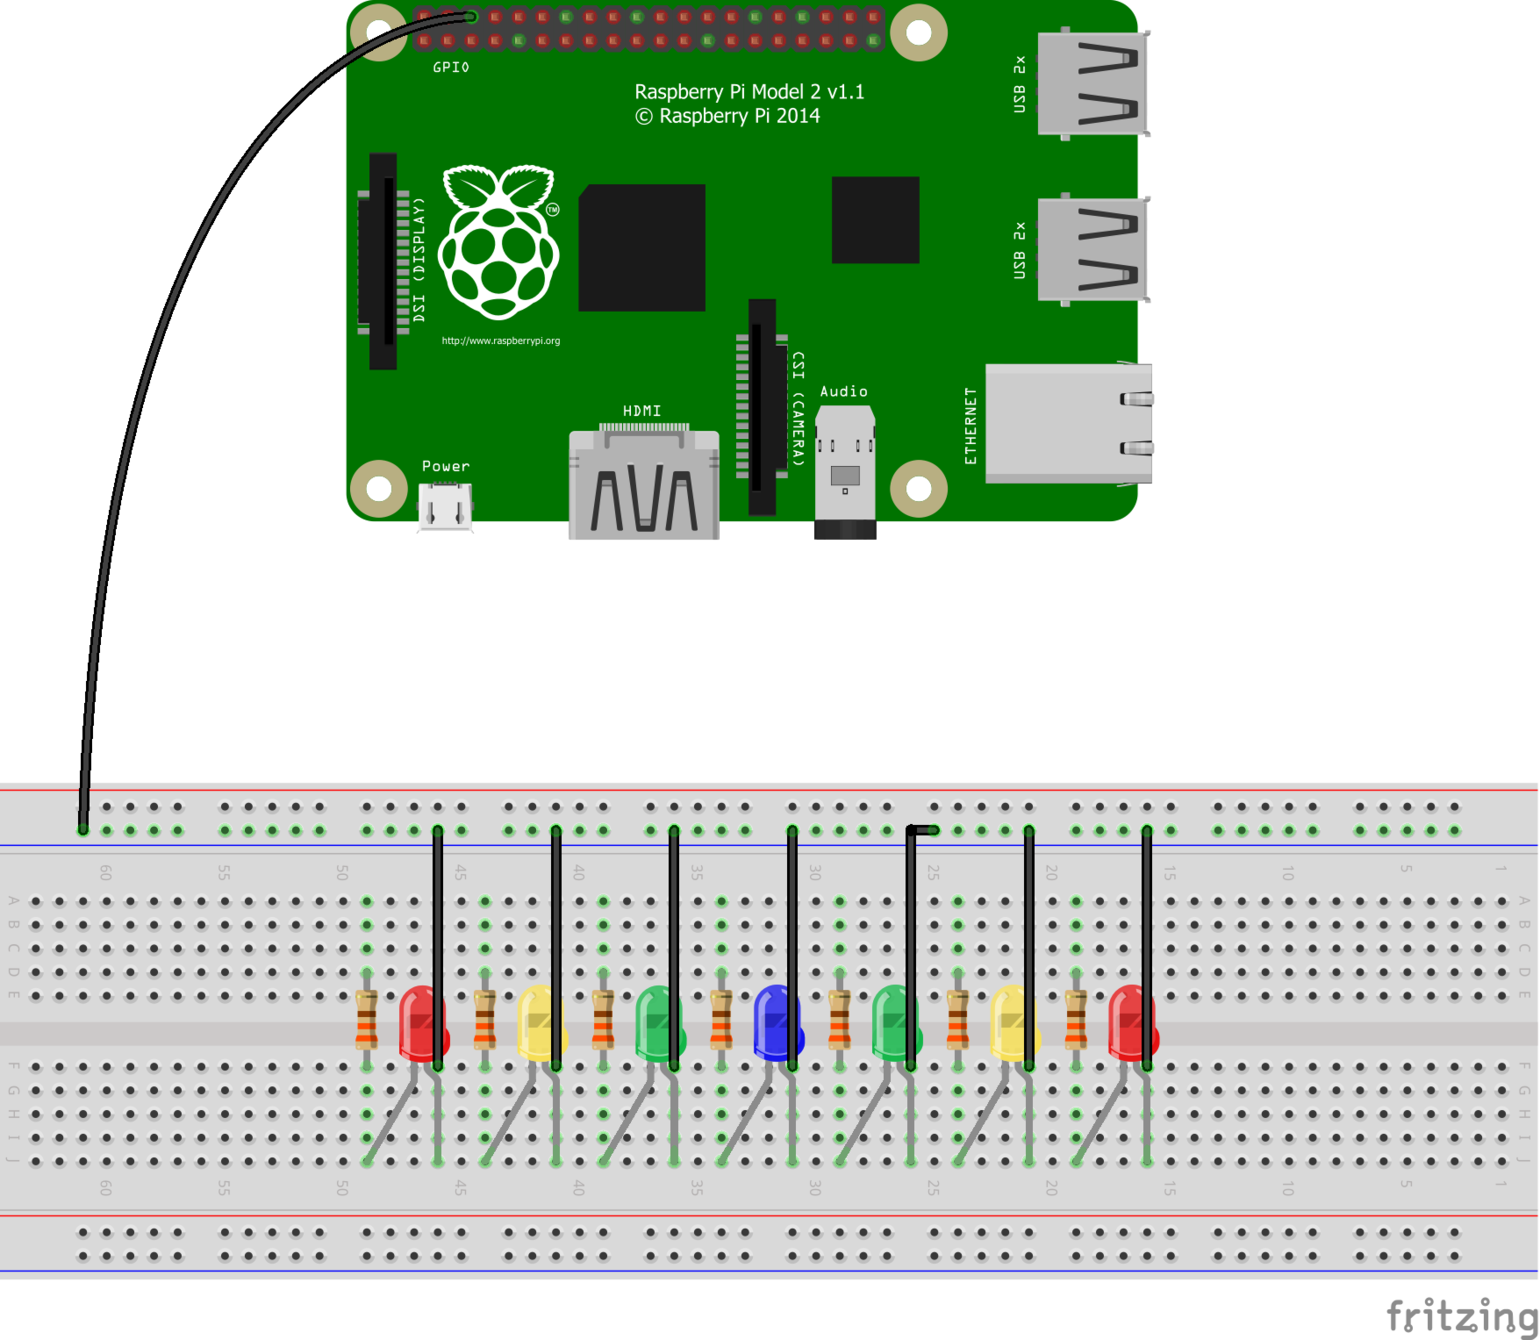 GPIO
Raspberry Pi Model 2 v1.1
© Raspberry Pi 2014
USB 2x
DSI (DISPLAY)
TM
USB 2x
http://www.raspberrypi.org
CSI (CAMERA)
Audio
ETHERNET
HDMI
Power
60 55 50 45 40 35 30 25 20 15 10 5 1
A A
B B
C C
D D
E E
F F
G G
H H
I I
J J
60 55 50 45 40 35 30 25 20 15 10 5 1
fritzing